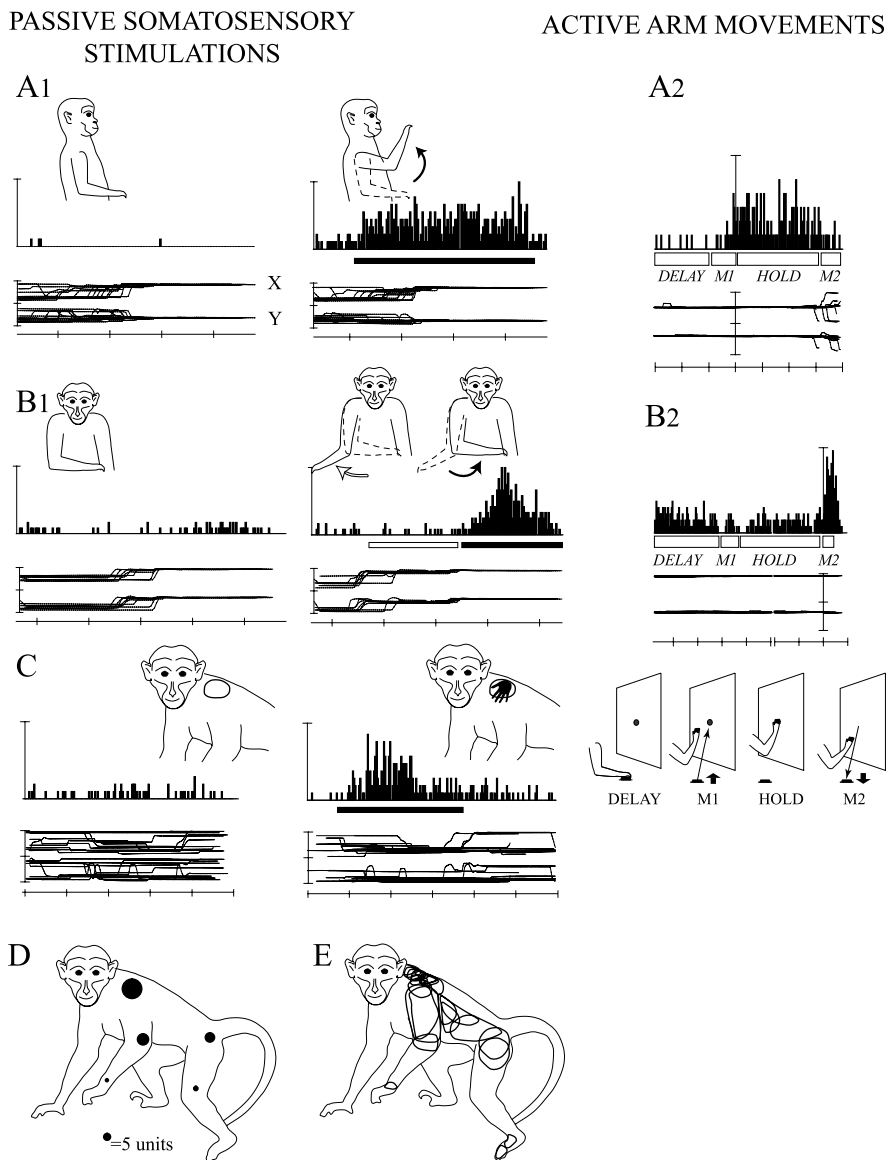 PASSIVE SOMATOSENSORY
STIMULATIONS
ACTIVE ARM MOVEMENTS
A1
A2
X
Y
DELAY M1 HOLD M2
B1
B2
DELAY M1 HOLD M2
C
DELAY M1 HOLD M2
D
E
=5 units